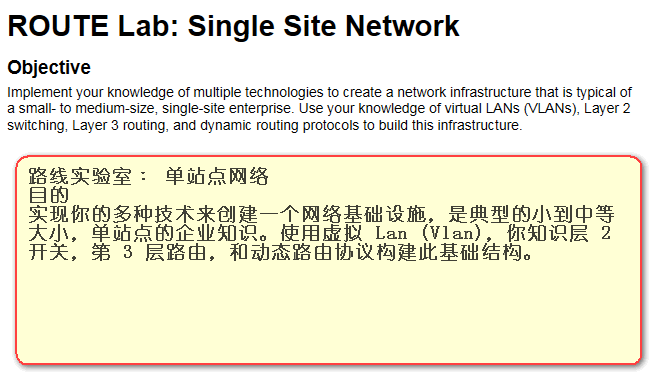 ROUTE Lab: Single Site Network
Objective
Implement your knowledge of multiple technologies to create a network infrastructure that is typical of
a small- to medium-size, single-site enterprise. Use your knowledge of virtual LANs (VLANs), Layer 2
switching, Layer 3 routing, and dynamic routing protocols to build this infrastructure.
路线实验室： 单站点网络
目的
实现你的多种技术来创建一个网络基础设施，是典型的小到中等
大小，单站点的企业知识。使用虚拟 Lan (Vlan)，你知识层 2
开关，第 3 层路由，和动态路由协议构建此基础结构。